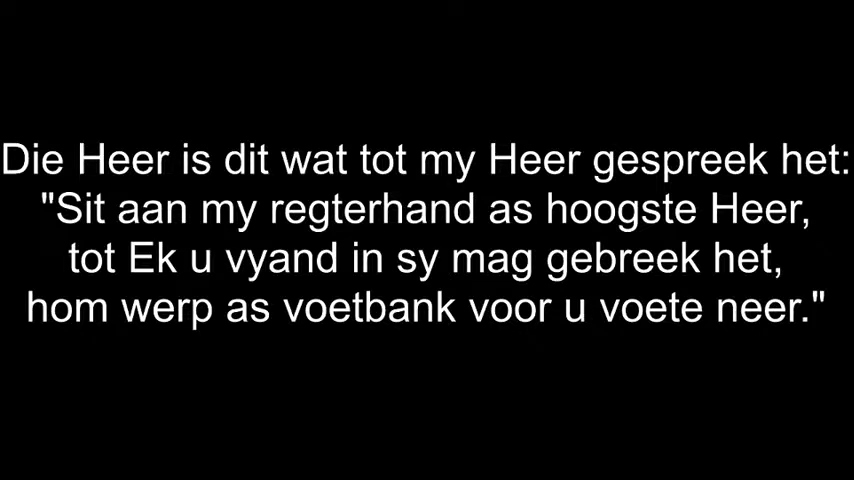 Die Heer is dit wat tot my Heer gespreek het:
"Sit aan my regterhand as hoogste Heer,
tot Ek u vyand in sy mag gebreek het,
hom werp as voetbank voor u voete neer."